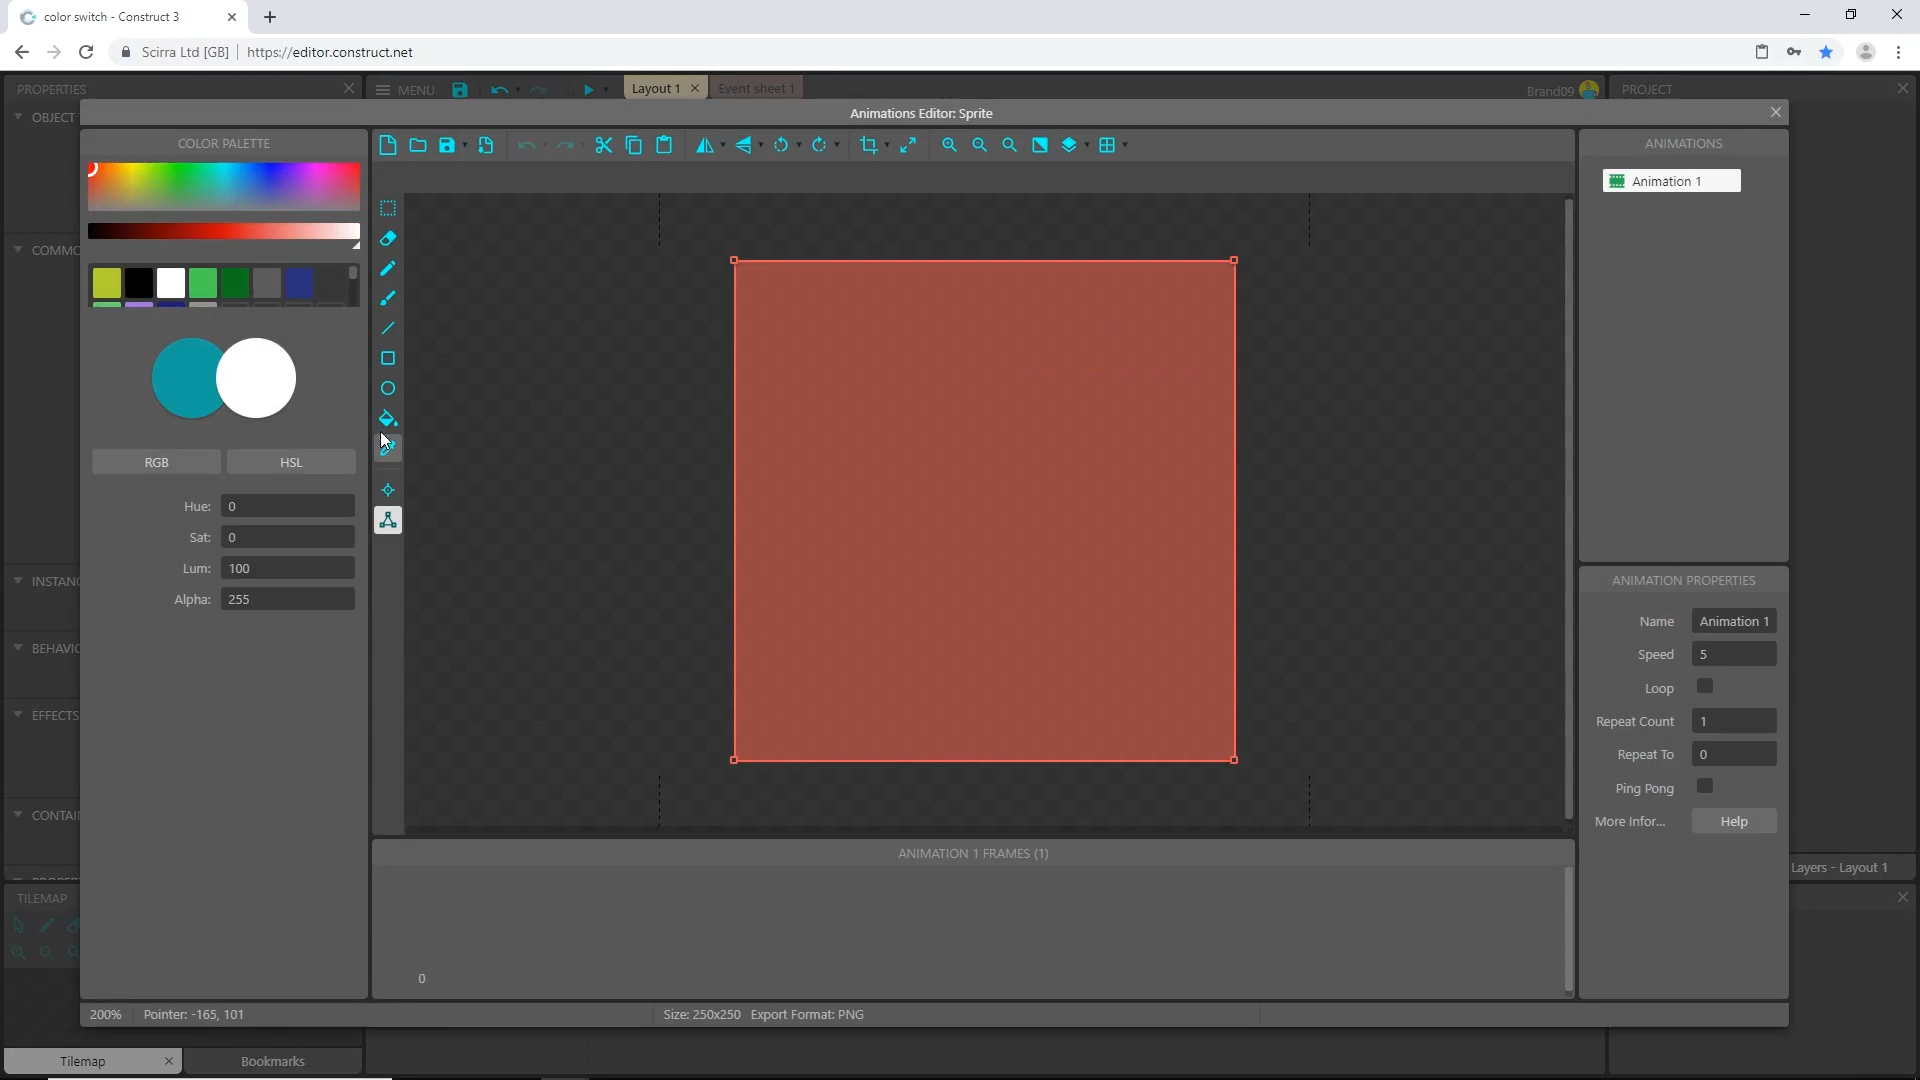 color switch - Construct 3
Scirra Ltd [GB]
https://editor.construct.net
PROPERTIES
MENU
Layout 1
Event sheet 1
Brand09
PROJECT
Animations Editor: Sprite
OBJECT
COLOR PALETTE
ANIMATIONS
Animation 1
COMMO
RGB
HSL
Hue: 0
Sat: 0
Lum: 100
Alpha: 255
INSTANC
BEHAVIO
EFFECTS
CONTAI
ANIMATION PROPERTIES
Name Animation 1
Speed 5
Loop
Repeat Count 1
Repeat To 0
Ping Pong
More Infor... Help
ANIMATION 1 FRAMES (1)
0
Layers - Layout 1
TILEMAP
200%
Pointer: -165, 101
Size: 250x250 Export Format: PNG
Tilemap
Bookmarks